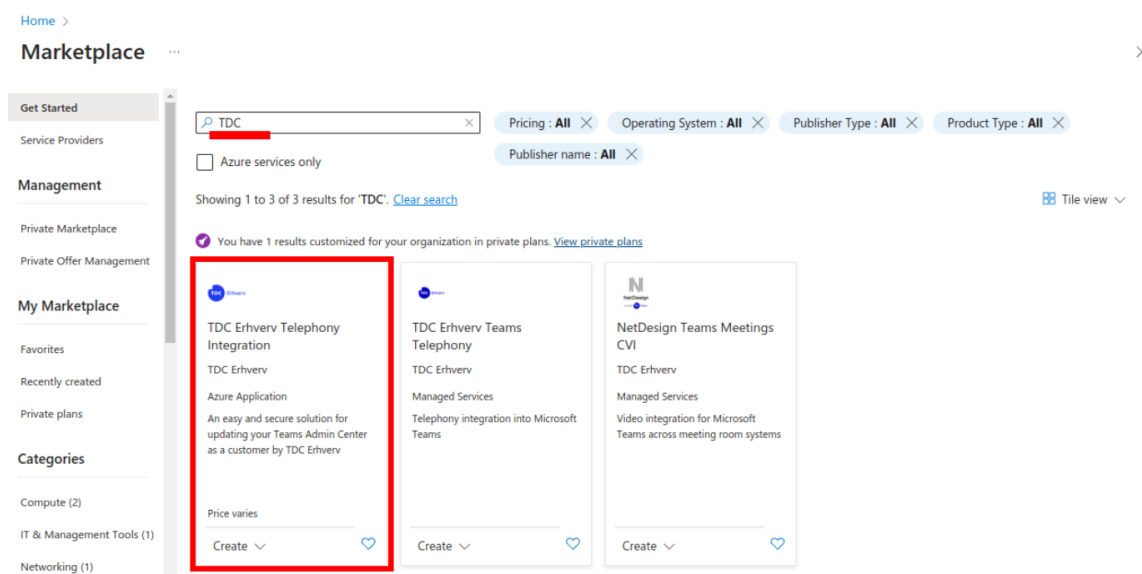 Home >
Marketplace ...
Get Started
Service Providers
Management
Private Marketplace
Private Offer Management
My Marketplace
Favorites
Recently created
Private plans
Categories
Compute (2)
IT & Management Tools (1)
Networking (1)
TDC
Pricing : All
Operating System : All
Publisher Type : All
Product Type : All
Azure services only
Publisher name : All
Showing 1 to 3 of 3 results for 'TDC'. Clear search
Tile view
You have 1 results customized for your organization in private plans. View private plans
TDC Erhverv
TDC Erhverv Telephony
Integration
TDC Erhverv
Azure Application
An easy and secure solution for
updating your Teams Admin Center
as a customer by TDC Erhverv
Price varies
Create
TDC Erhverv
TDC Erhverv Teams
Telephony
TDC Erhverv
Managed Services
Telephony integration into Microsoft
Teams
Create
N
NetDesign
NetDesign Teams Meetings
CVI
TDC Erhverv
Managed Services
Video integration for Microsoft
Teams across meeting room systems
Create